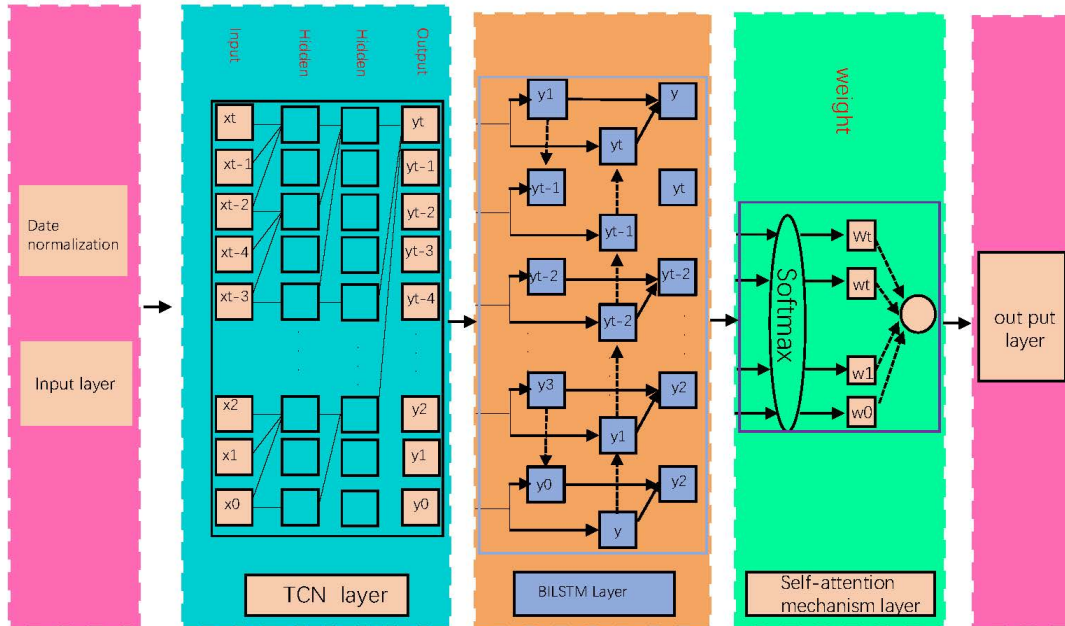 Date
normalization
Input layer
Input
Hidden
Hidden
Output
xt
xt-1
xt-2
xt-4
xt-3
x2
x1
x0
yt
yt-1
yt-2
yt-3
yt-4
y2
y1
y0
TCN layer
y1
y
yt
yt-1
yt
yt-1
yt-2
yt-2
yt-2
y3
y2
y1
y0
y2
y
BILSTM Layer
weight
Softmax
Wt
wt
w1
w0
Self-attention
mechanism layer
out put
layer